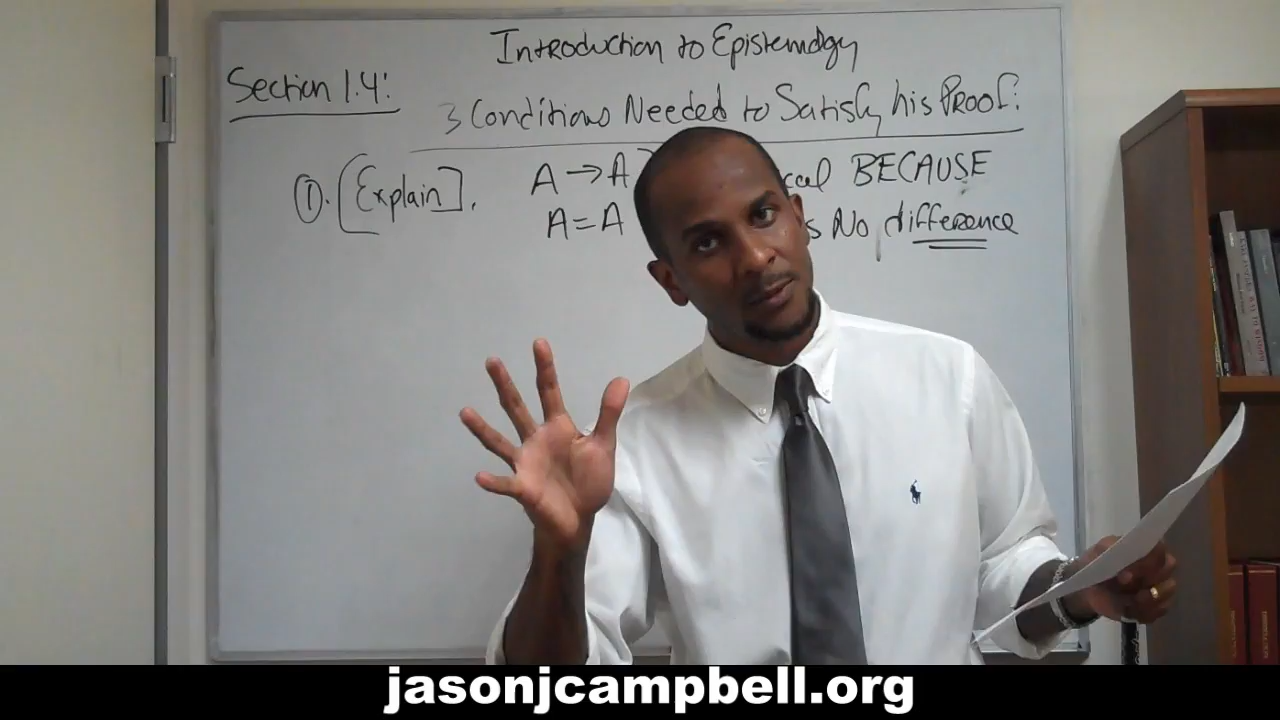 Introduction to Epistemology
Section 1.4:
3 Conditions Needed to Satisfy his PROOF:
①. [Explain]. A → A BECAUSE
A = A No difference
jasonjcampbell.org